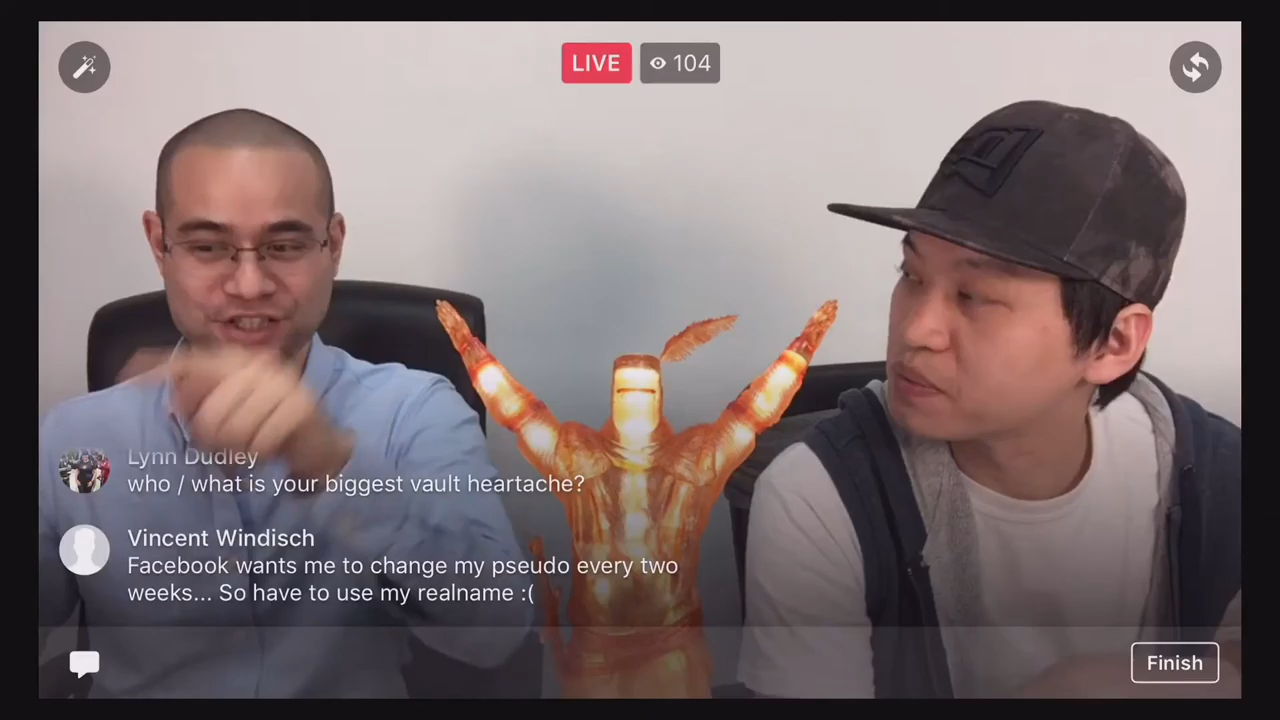 LIVE 104
Lynn Dudley
who / what is your biggest vault heartache?
Vincent Windisch
Facebook wants me to change my pseudo every two
weeks... So have to use my realname :(
Finish